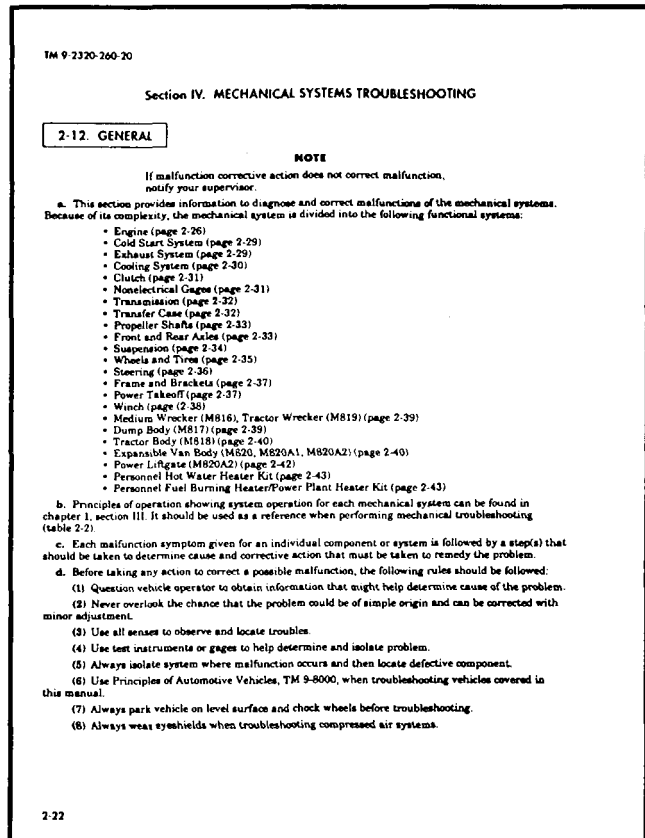 TM 9-2320-260-20
Section IV. MECHANICAL SYSTEMS TROUBLESHOOTING
2-12. GENERAL
NOTE
If malfunction corrective action does not correct malfunction,
notify your supervisor.
a. This section provides information to diagnose and correct malfunctions of the mechanical systems.
Because of its complexity, the mechanical system is divided into the following functional systems:
• Engine (page 2-26)
• Cold Start System (page 2-29)
• Exhaust System (page 2-29)
• Cooling System (page 2-30)
• Clutch (page 2-31)
• Nonelectrical Gages (page 2-31)
• Transmission (page 2-32)
• Transfer Case (page 2-32)
• Propeller Shafts (page 2-33)
• Front and Rear Axles (page 2-33)
• Suspension (page 2-34)
• Wheels and Tires (page 2-35)
• Steering (page 2-36)
• Frame and Brackets (page 2-37)
• Power Takeoff (page 2-37)
• Winch (page (2-38)
• Medium Wrecker (M816), Tractor Wrecker (M819) (page 2-39)
• Dump Body (M817) (page 2-39)
• Tractor Body (M818) (page 2-40)
• Expansible Van Body (M820, M820A1, M820A2) (page 2-40)
• Power Liftgate (M820A2) (page 2-42)
• Personnel Hot Water Heater Kit (page 2-43)
• Personnel Fuel Burning Heater/Power Plant Heater Kit (page 2-43)
b. Principles of operation showing system operation for each mechanical system can be found in
chapter 1, section III. It should be used as a reference when performing mechanical troubleshooting
(table 2-2).
c. Each malfunction symptom given for an individual component or system is followed by a step(s) that
should be taken to determine cause and corrective action that must be taken to remedy the problem.
d. Before taking any action to correct a possible malfunction, the following rules should be followed:
(1) Question vehicle operator to obtain information that might help determine cause of the problem.
(2) Never overlook the chance that the problem could be of simple origin and can be corrected with
minor adjustment.
(3) Use all senses to observe and locate troubles.
(4) Use test instruments or gages to help determine and isolate problem.
(5) Always isolate system where malfunction occurs and then locate defective component.
(6) Use Principles of Automotive Vehicles, TM 9-8000, when troubleshooting vehicles covered in
this manual.
(7) Always park vehicle on level surface and chock wheels before troubleshooting.
(8) Always wear eyeshields when troubleshooting compressed air systems.
2-22